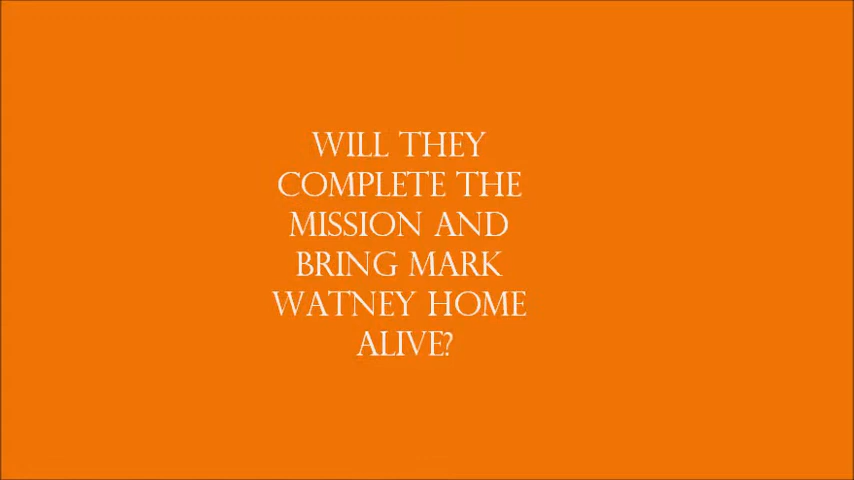 WILL THEY
COMPLETE THE
MISSION AND
BRING MARK
WATNEY HOME
ALIVE?